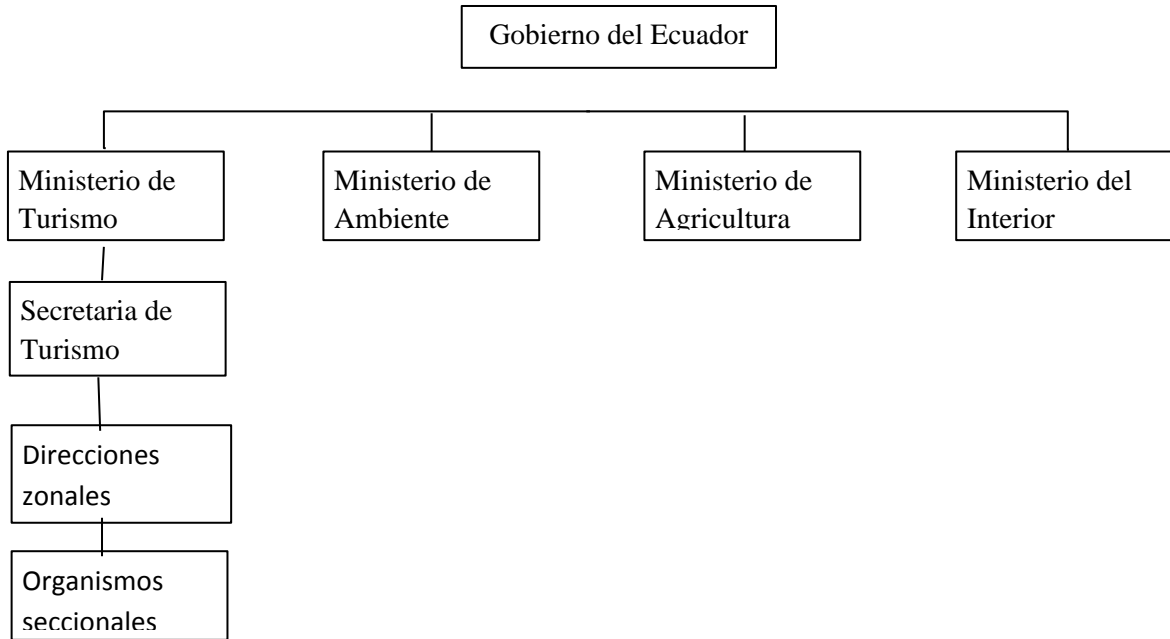 Gobierno del Ecuador
Ministerio de
Turismo
Ministerio de
Ambiente
Ministerio de
Agricultura
Ministerio del
Interior
Secretaria de
Turismo
Direcciones
zonales
Organismos
seccionales